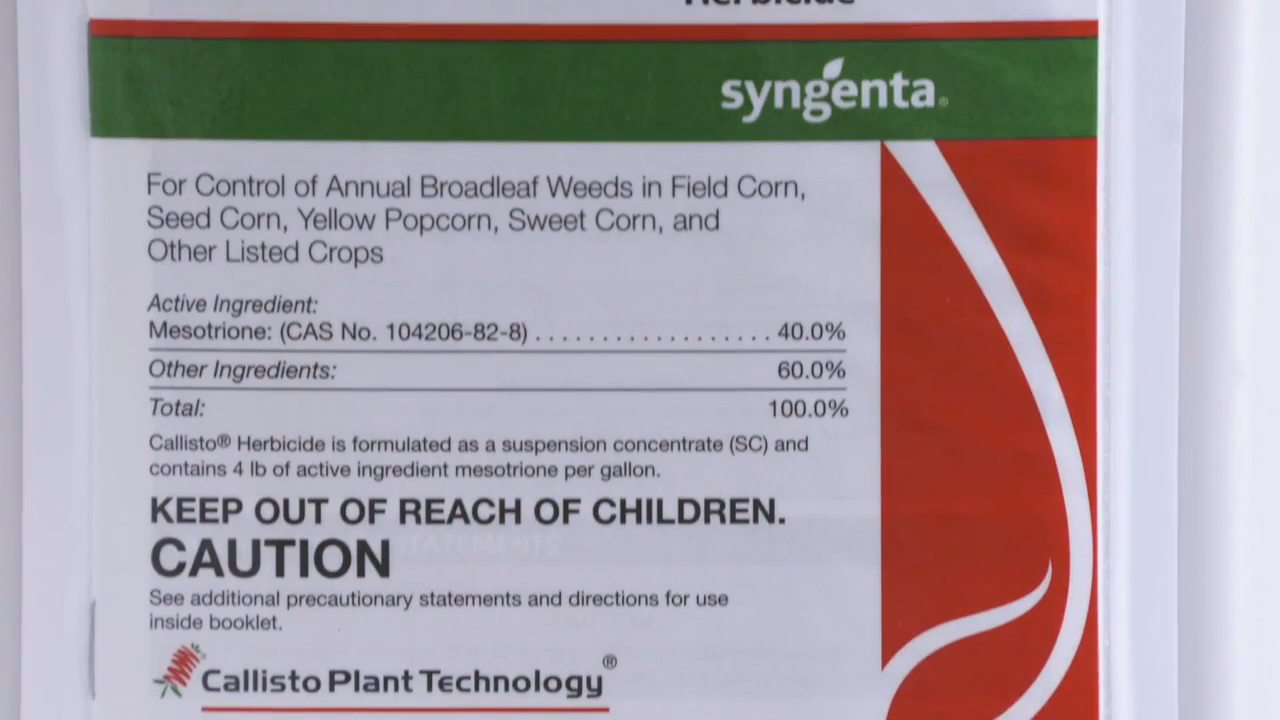 Herbicide
syngenta®
For Control of Annual Broadleaf Weeds in Field Corn,
Seed Corn, Yellow Popcorn, Sweet Corn, and
Other Listed Crops
Active Ingredient:
Mesotrione: (CAS No. 104206-82-8) . . . . . . . . . . . . . . . . . . 40.0%
Other Ingredients: 60.0%
Total: 100.0%
Callisto® Herbicide is formulated as a suspension concentrate (SC) and
contains 4 lb of active ingredient mesotrione per gallon.
KEEP OUT OF REACH OF CHILDREN.
CAUTION
See additional precautionary statements and directions for use
inside booklet.
Callisto Plant Technology®